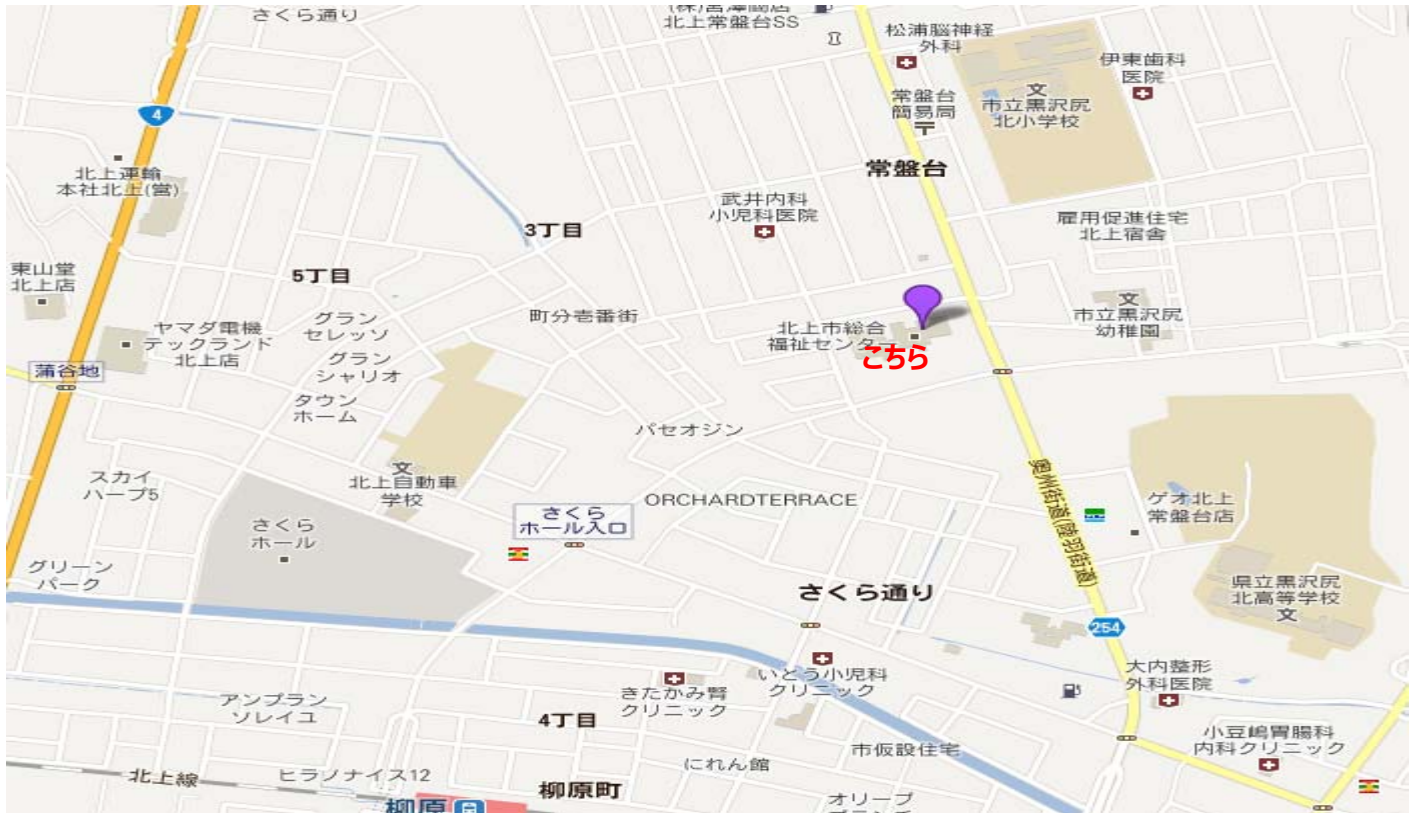 さくら通り
北上常盤台SS
松浦脳神経
外科
伊東歯科
医院
4
常盤台
簡易局
文
市立黒沢尻
北小学校
北上運輸
本社北上(営)
常盤台
武井内科
小児科医院
3丁目
雇用促進住宅
北上宿舎
東山堂
北上店
5丁目
グラン
セレッソ
町分壱番街
ヤマダ電機
テックランド
北上店
北上市総合
福祉センター
こちら
文
市立黒沢尻
幼稚園
蒲谷地
グラン
シャリオ
タウン
ホーム
パセオジン
スカイ
ハープ5
文
北上自動車
学校
ORCHARDTERRACE
奥州街道(陸羽街道)
ゲオ北上
常盤台店
さくら
ホール
さくら
ホール入口
グリーン
パーク
さくら通り
県立黒沢尻
北高等学校
文
254
いとう小児科
クリニック
大内整形
外科医院
きたかみ腎
クリニック
アンプラン
ソレイユ
4丁目
小豆嶋胃腸科
内科クリニック
市仮設住宅
にれん館
北上線
ヒラノナイス12
柳原町
柳原
オリーブ